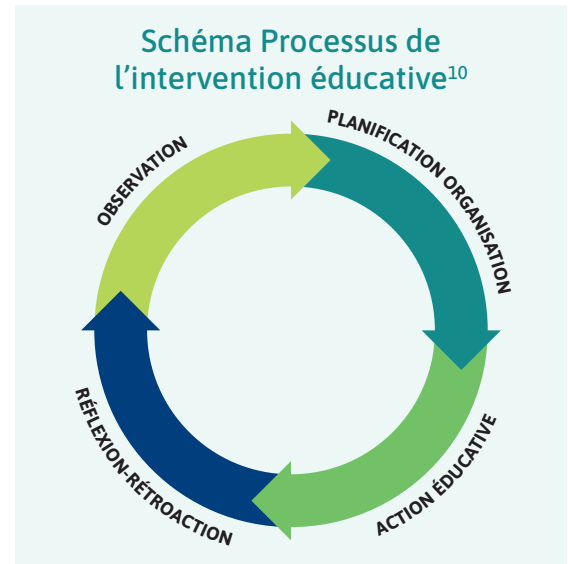 Schéma Processus de
l’intervention éducative¹⁰
OBSERVATION
PLANIFICATION ORGANISATION
ACTION ÉDUCATIVE
RÉFLEXION-RÉTROACTION